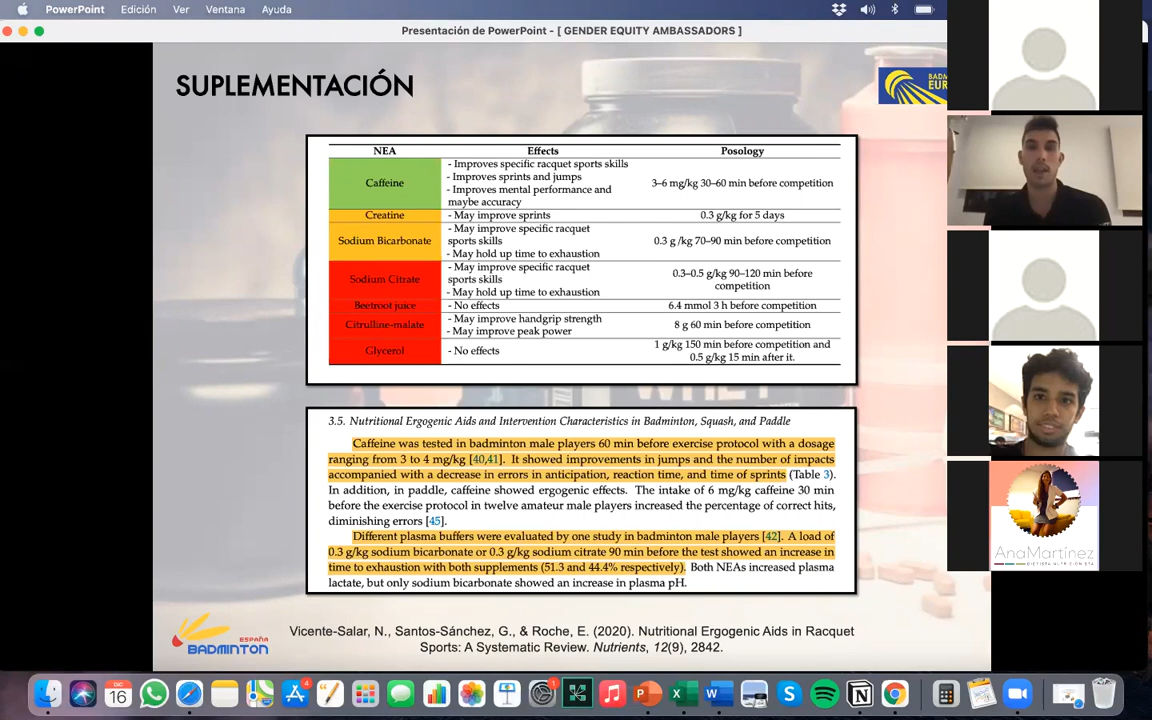 PowerPoint Edición Ver Ventana Ayuda
Presentación de PowerPoint - [ GENDER EQUITY AMBASSADORS ]
SUPLEMENTACIÓN
NEA Effects Posology
Caffeine
- Improves specific racquet sports skills
- Improves sprints and jumps
- Improves mental performance and
maybe accuracy
3–6 mg/kg 30–60 min before competition
Creatine - May improve sprints 0.3 g/kg for 5 days
Sodium Bicarbonate
- May improve specific racquet
sports skills
- May hold up time to exhaustion
0.3 g /kg 70–90 min before competition
Sodium Citrate
- May improve specific racquet
sports skills
- May hold up time to exhaustion
0.3–0.5 g/kg 90–120 min before
competition
Beetroot juice - No effects 6.4 mmol 3 h before competition
Citrulline-malate
- May improve handgrip strength
- May improve peak power
8 g 60 min before competition
Glycerol - No effects
1 g/kg 150 min before competition and
0.5 g/kg 15 min after it.
3.5. Nutritional Ergogenic Aids and Intervention Characteristics in Badminton, Squash, and Paddle
Caffeine was tested in badminton male players 60 min before exercise protocol with a dosage
ranging from 3 to 4 mg/kg [40,41]. It showed improvements in jumps and the number of impacts
accompanied with a decrease in errors in anticipation, reaction time, and time of sprints (Table 3).
In addition, in paddle, caffeine showed ergogenic effects. The intake of 6 mg/kg caffeine 30 min
before the exercise protocol in twelve amateur male players increased the percentage of correct hits,
diminishing errors [45].
Different plasma buffers were evaluated by one study in badminton male players [42]. A load of
0.3 g/kg sodium bicarbonate or 0.3 g/kg sodium citrate 90 min before the test showed an increase in
time to exhaustion with both supplements (51.3 and 44.4% respectively). Both NEAs increased plasma
lactate, but only sodium bicarbonate showed an increase in plasma pH.
ESPAÑA
BADMINTON
Vicente-Salar, N., Santos-Sánchez, G., & Roche, E. (2020). Nutritional Ergogenic Aids in Racquet
Sports: A Systematic Review. Nutrients, 12(9), 2842.
BADM
EUR
AnaMartínez
DIETISTA NUTRICIONISTA
WHEY
DIC
16
4
1